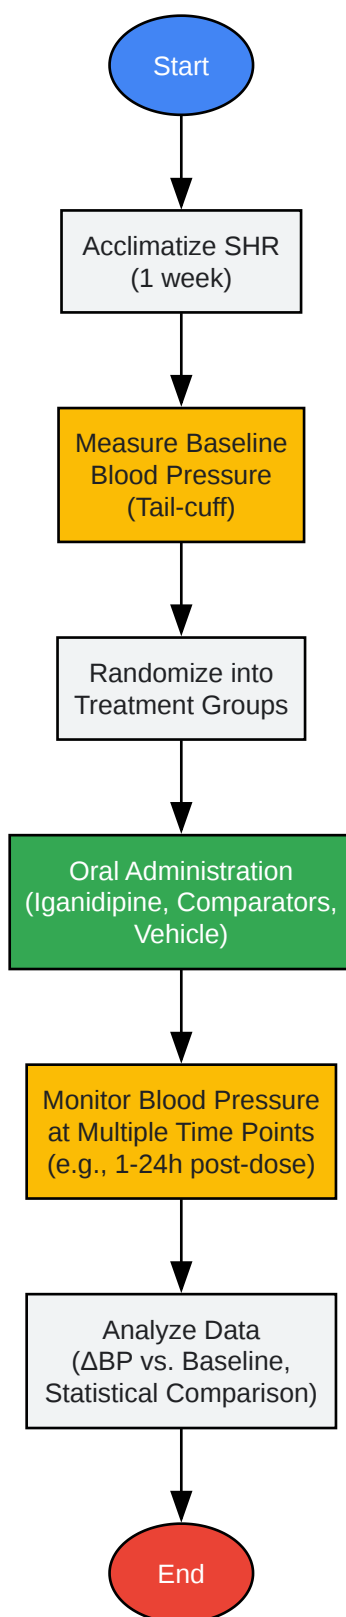 Start
Acclimatize SHR
(1 week)
Measure Baseline
Blood Pressure
(Tail-cuff)
Randomize into
Treatment Groups
Oral Administration
(Iganidipine, Comparators,
Vehicle)
Monitor Blood Pressure
at Multiple Time Points
(e.g., 1-24h post-dose)
Analyze Data
(ΔBP vs. Baseline,
Statistical Comparison)
End